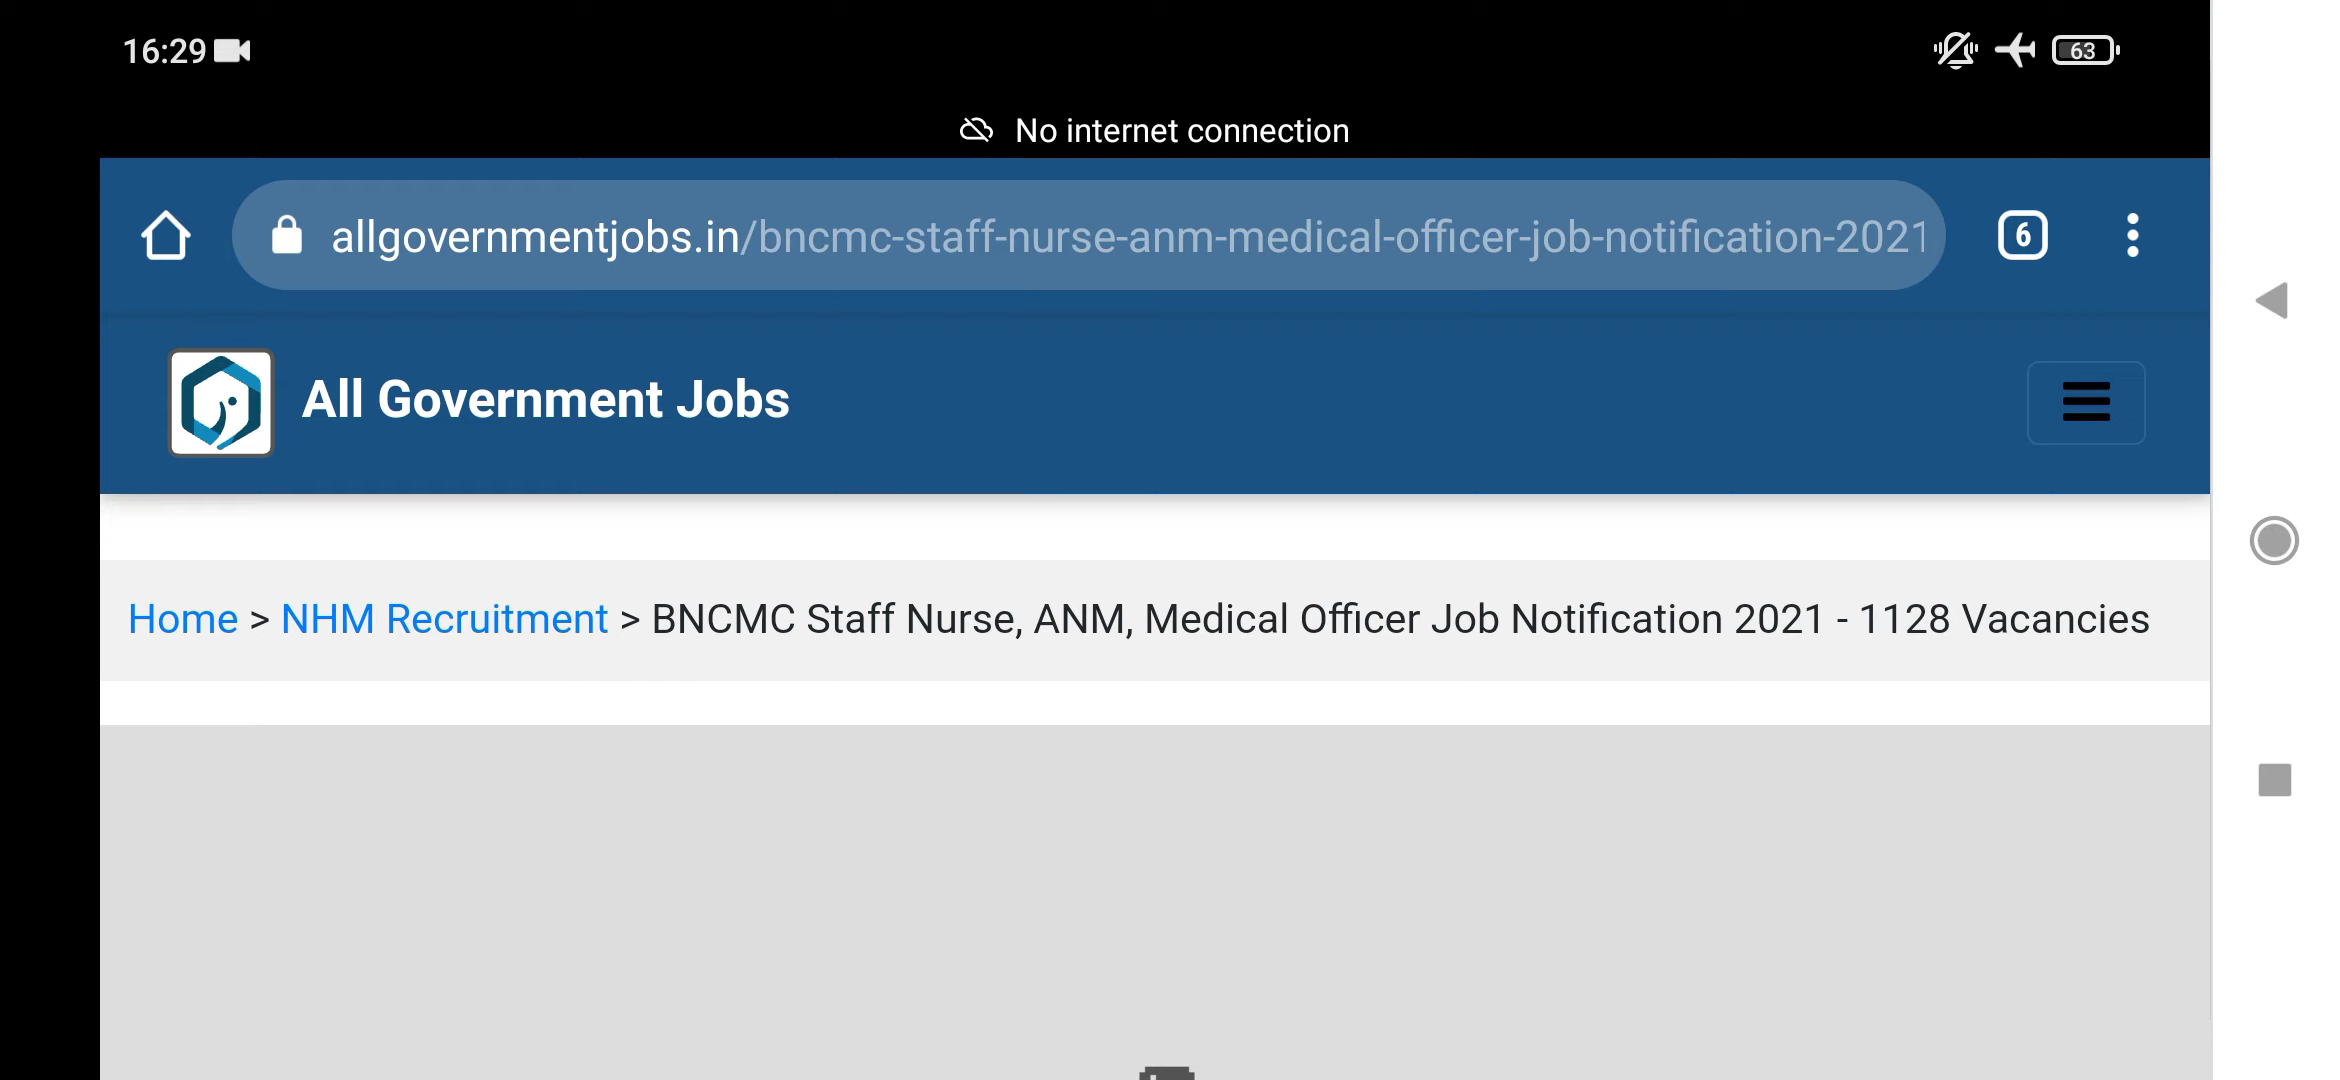 16:29
63
No internet connection
allgovernmentjobs.in/bncmc-staff-nurse-anm-medical-officer-job-notification-2021
6
All Government Jobs
Home > NHM Recruitment > BNCMC Staff Nurse, ANM, Medical Officer Job Notification 2021 - 1128 Vacancies